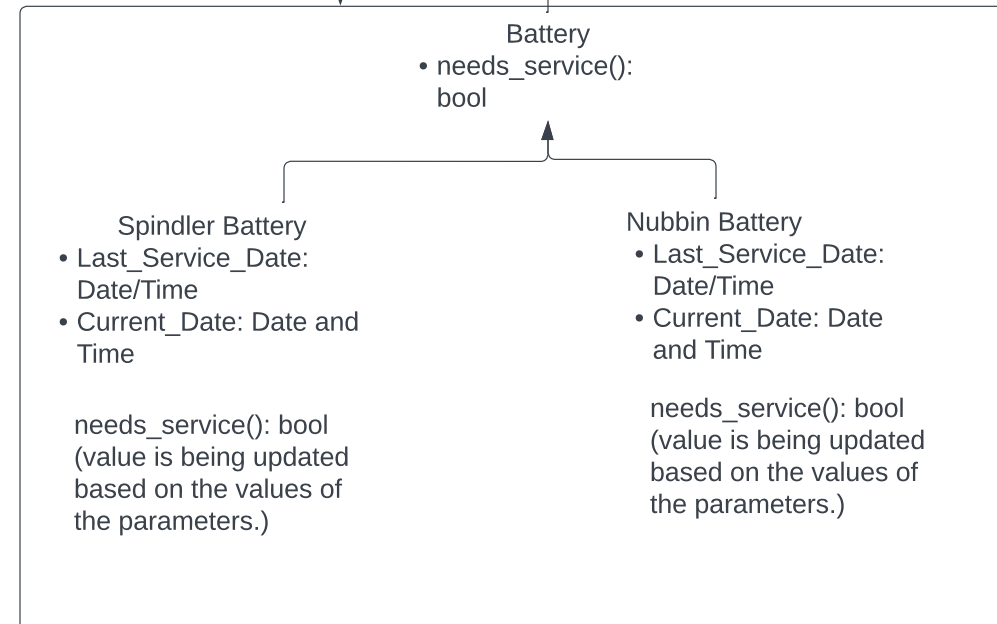 Battery
• needs_service():
bool
Spindler Battery
• Last_Service_Date:
Date/Time
• Current_Date: Date and
Time
needs_service(): bool
(value is being updated
based on the values of
the parameters.)
Nubbin Battery
• Last_Service_Date:
Date/Time
• Current_Date: Date
and Time
needs_service(): bool
(value is being updated
based on the values of
the parameters.)